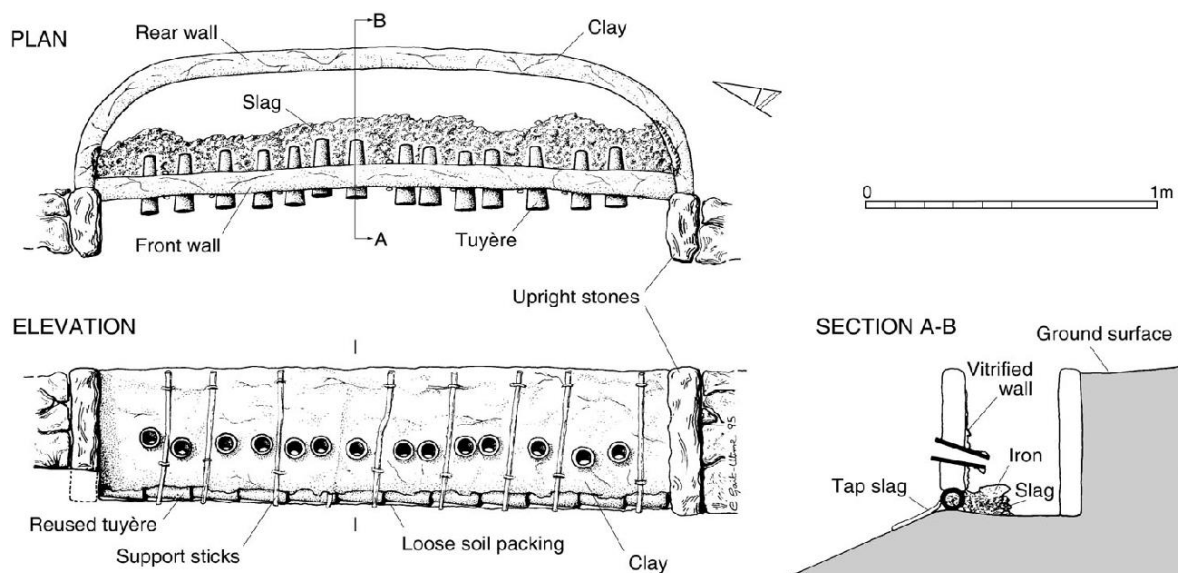 PLAN
Rear wall
B
Clay
Slag
Front wall
A
Tuyère
0
1m
Upright stones
ELEVATION
Reused tuyère
Support sticks
Loose soil packing
Clay
SECTION A-B
Ground surface
Vitrified
wall
Iron
Slag
Tap slag